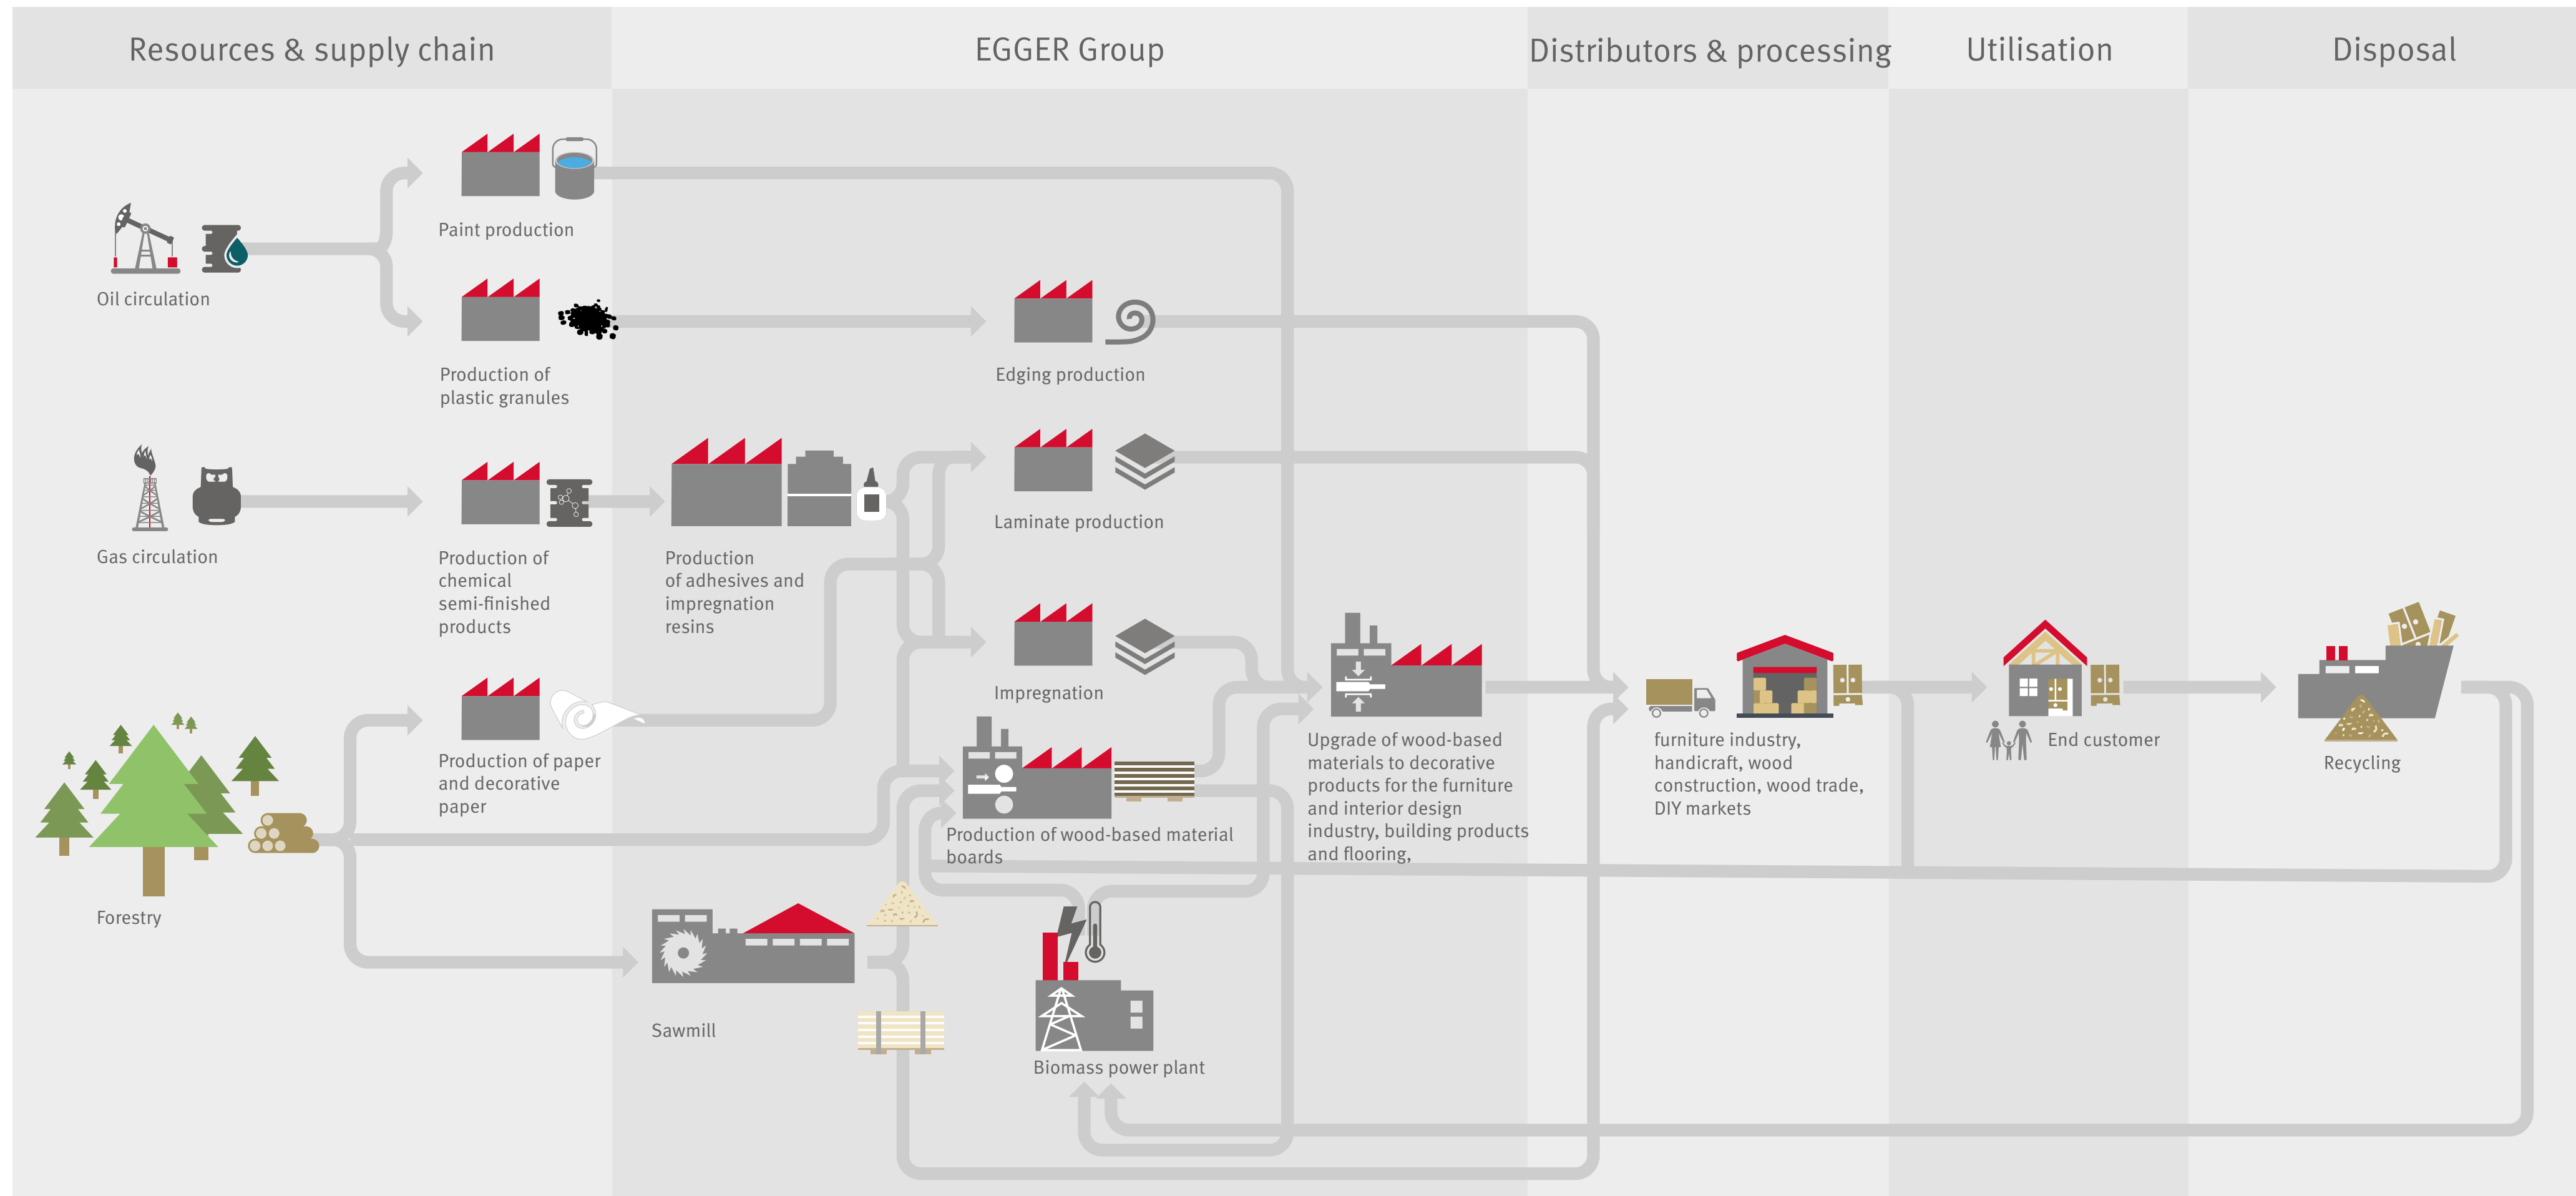 Resources & supply chain
EGGER Group
Distributors & processing
Utilisation
Disposal
Paint production
Oil circulation
Production of
plastic granules
Edging production
Gas circulation
Production of
chemical
semi-finished
products
Production
of adhesives and
impregnation
resins
Laminate production
Impregnation
Production of paper
and decorative
paper
Forestry
Production of wood-based material
boards
Upgrade of wood-based
materials to decorative
products for the furniture
and interior design
industry, building products
and flooring,
furniture industry,
handicraft, wood
construction, wood trade,
DIY markets
End customer
Recycling
Sawmill
Biomass power plant